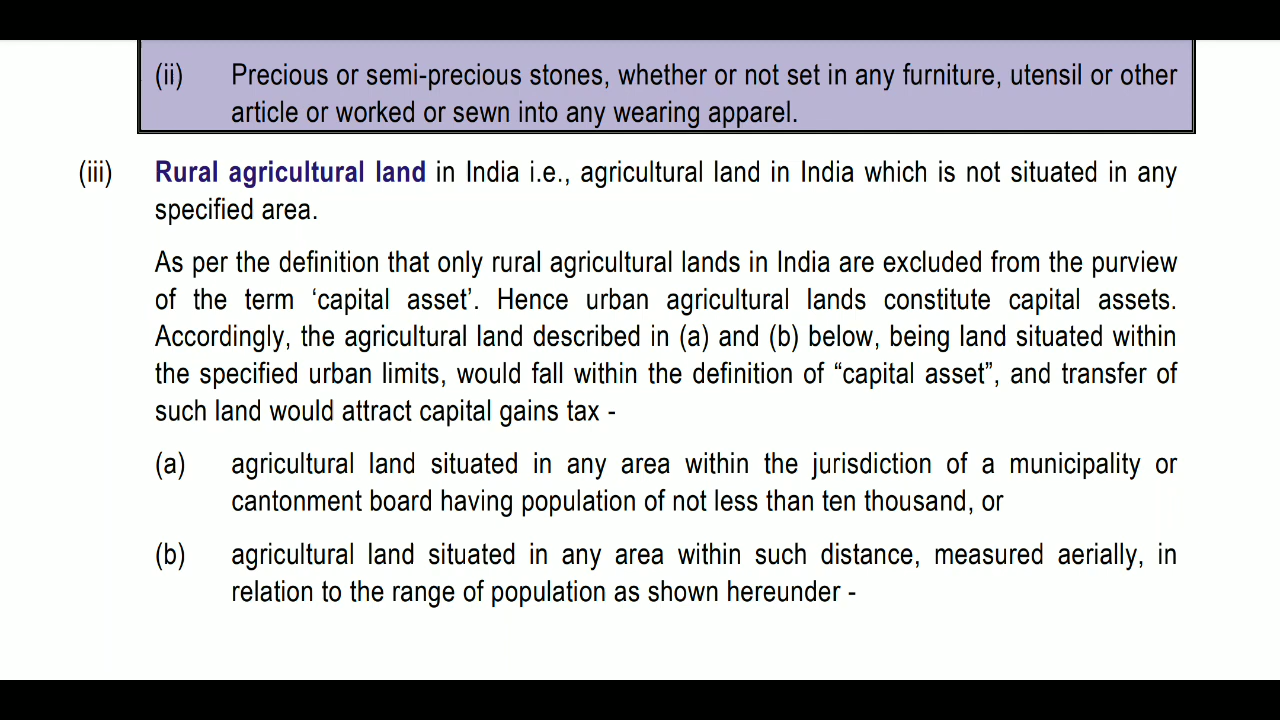 (ii) Precious or semi-precious stones, whether or not set in any furniture, utensil or other
article or worked or sewn into any wearing apparel.
(iii) Rural agricultural land in India i.e., agricultural land in India which is not situated in any
specified area.
As per the definition that only rural agricultural lands in India are excluded from the purview
of the term ‘capital asset’. Hence urban agricultural lands constitute capital assets.
Accordingly, the agricultural land described in (a) and (b) below, being land situated within
the specified urban limits, would fall within the definition of “capital asset”, and transfer of
such land would attract capital gains tax -
(a) agricultural land situated in any area within the jurisdiction of a municipality or
cantonment board having population of not less than ten thousand, or
(b) agricultural land situated in any area within such distance, measured aerially, in
relation to the range of population as shown hereunder -